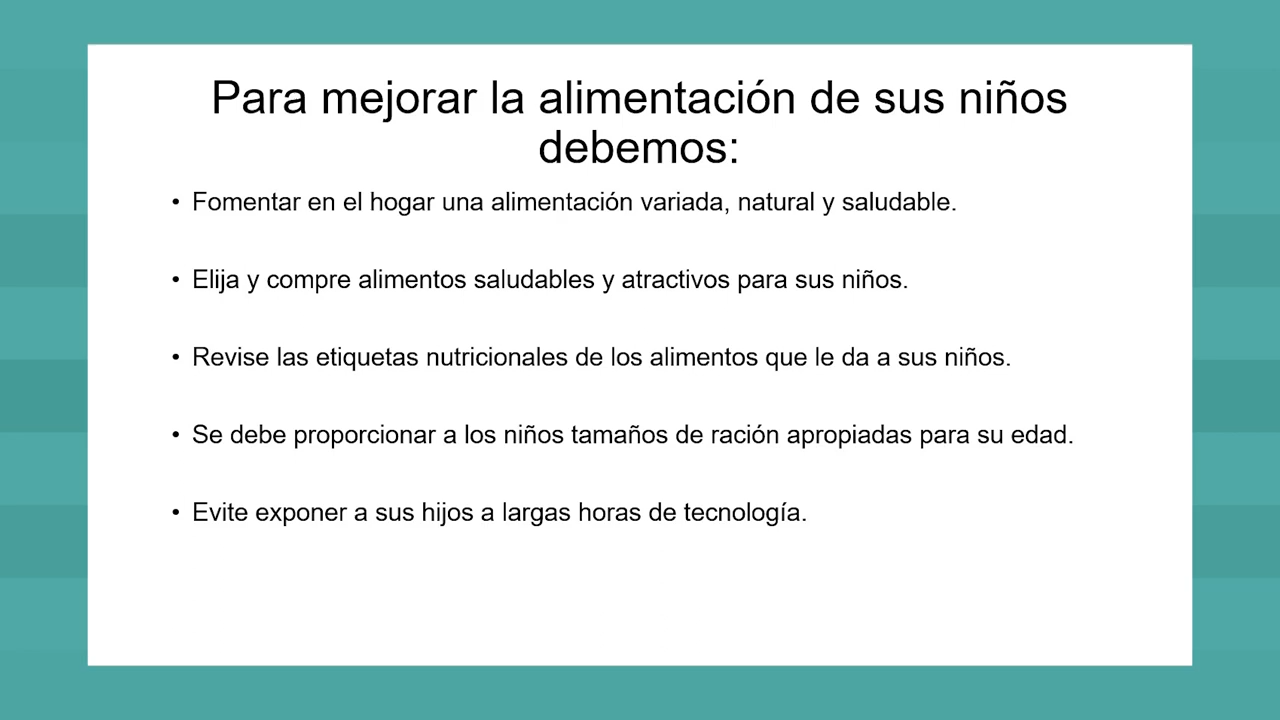 Para mejorar la alimentación de sus niños
debemos:
• Fomentar en el hogar una alimentación variada, natural y saludable.
• Elija y compre alimentos saludables y atractivos para sus niños.
• Revise las etiquetas nutricionales de los alimentos que le da a sus niños.
• Se debe proporcionar a los niños tamaños de ración apropiadas para su edad.
• Evite exponer a sus hijos a largas horas de tecnología.